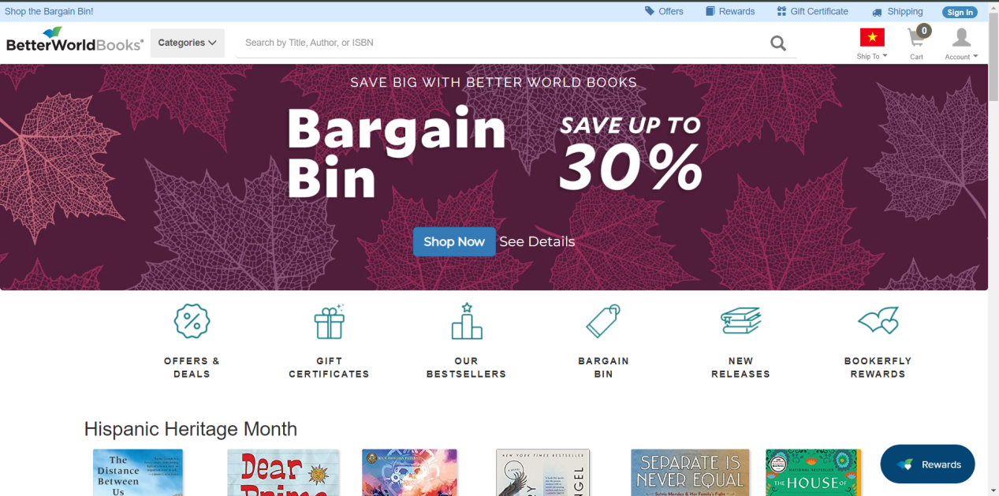 Shop the Bargain Bin!
Offers
Rewards
Gift Certificate
Shipping
Sign In
BetterWorldBooks
Categories
Search by Title, Author, or ISBN
Ship To
0
Cart
Account
SAVE BIG WITH BETTER WORLD BOOKS
Bargain
Bin
SAVE UP TO
30%
Shop Now
See Details
OFFERS &
DEALS
GIFT
CERTIFICATES
OUR
BESTSELLERS
BARGAIN
BIN
NEW
RELEASES
BOOKERFLY
REWARDS
Hispanic Heritage Month
The
Distance
Between
Us
Dear
NEW YORK TIMES BESTSELLER
SEPARATE IS
NEVER EQUAL
Sylvia Mendez & Her Family's Fight
NATIONAL BESTSELLER
THE HOUSE OF
Rewards